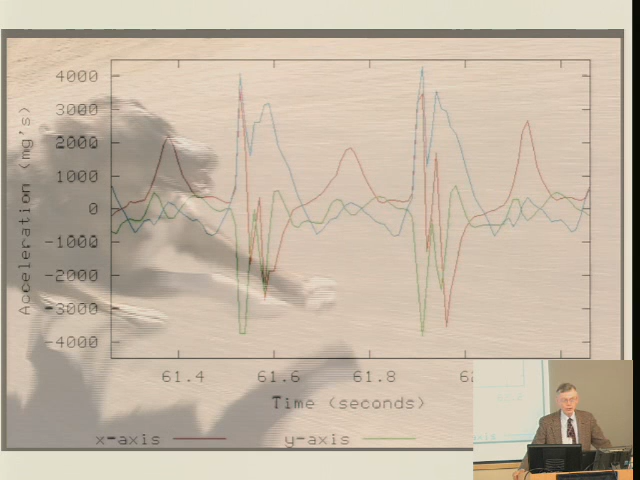 4000
3000
2000
1000
0
-1000
-2000
-3000
-4000
Acceleration (mg's)
61.4 61.6 61.8
Time (seconds)
x-axis y-axis